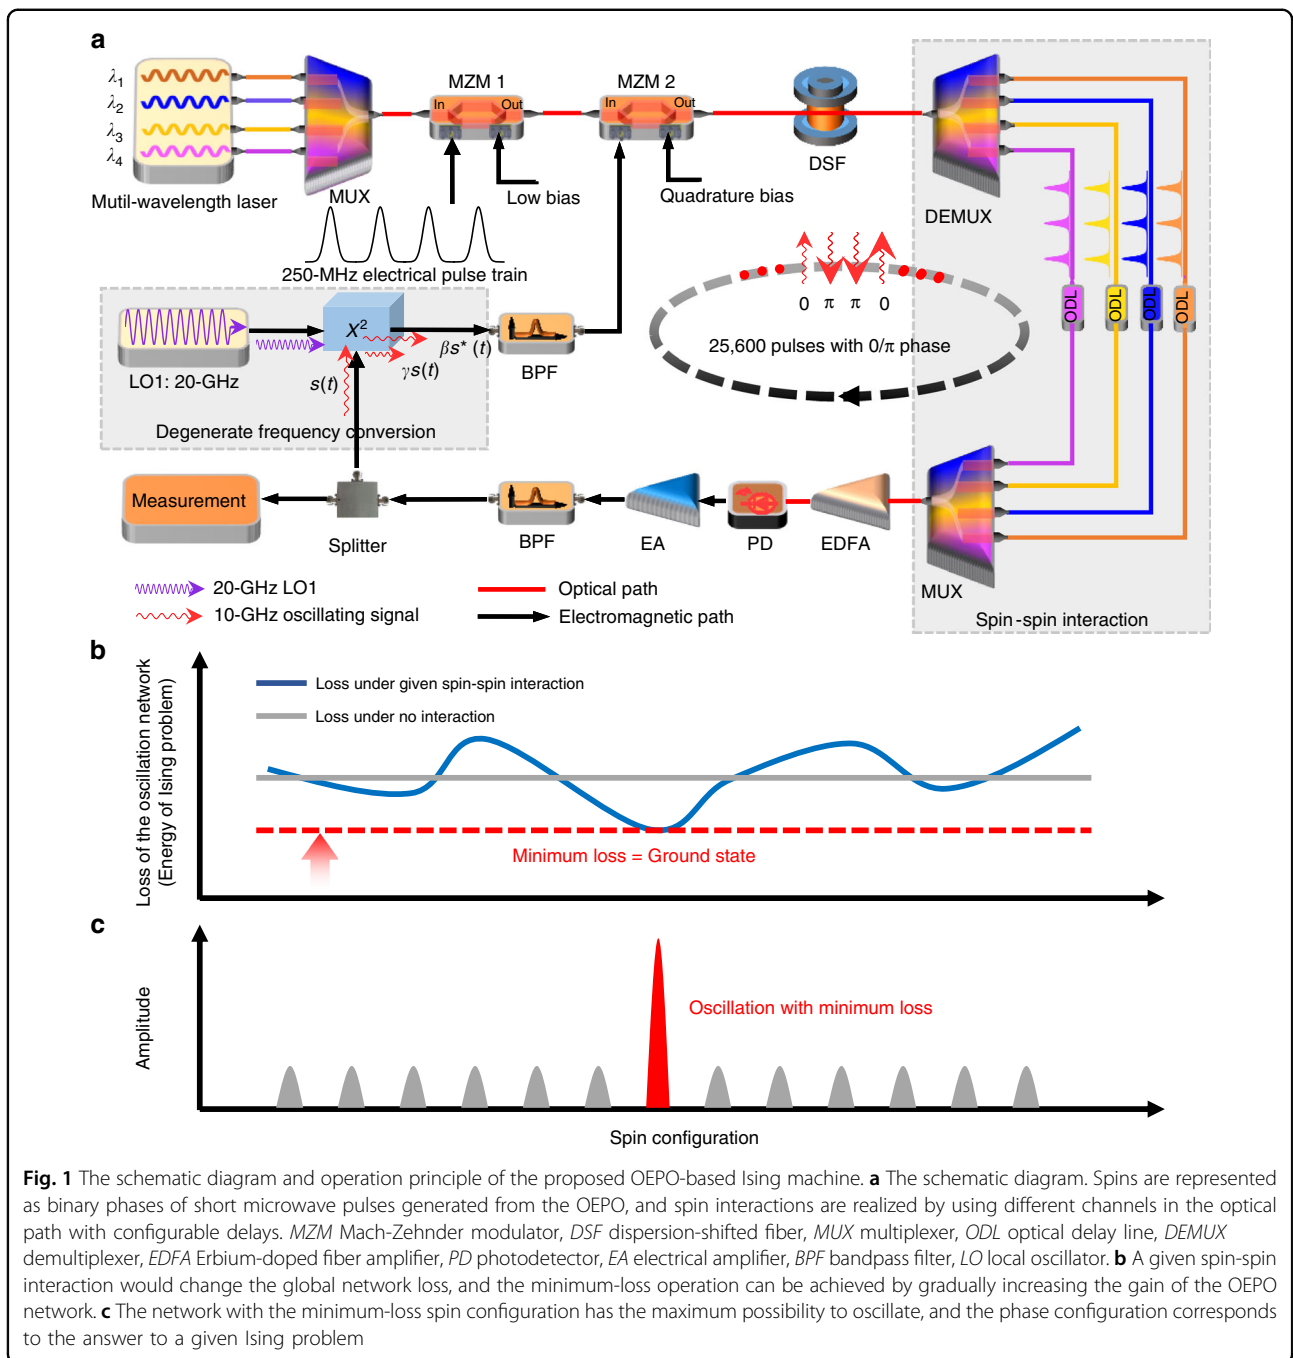 a
λ1
λ2
λ3
λ4
Mutil-wavelength laser
MUX
MZM 1
In
Out
MZM 2
In
Out
Low bias
Quadrature bias
DSF
DEMUX
250-MHz electrical pulse train
LO1: 20-GHz
X2
s(t)
βs* (t)
γs(t)
Degenerate frequency conversion
BPF
0 π π 0
25,600 pulses with 0/π phase
ODL
ODL
ODL
ODL
Measurement
Splitter
BPF
EA
PD
EDFA
MUX
Spin-spin interaction
20-GHz LO1
Optical path
10-GHz oscillating signal
Electromagnetic path
b
Loss of the oscillation network
(Energy of Ising problem)
Loss under given spin-spin interaction
Loss under no interaction
Minimum loss = Ground state
c
Amplitude
Oscillation with minimum loss
Spin configuration
Fig. 1 The schematic diagram and operation principle of the proposed OEPO-based Ising machine. a The schematic diagram. Spins are represented
as binary phases of short microwave pulses generated from the OEPO, and spin interactions are realized by using different channels in the optical
path with configurable delays. MZM Mach-Zehnder modulator, DSF dispersion-shifted fiber, MUX multiplexer, ODL optical delay line, DEMUX
demultiplexer, EDFA Erbium-doped fiber amplifier, PD photodetector, EA electrical amplifier, BPF bandpass filter, LO local oscillator. b A given spin-spin
interaction would change the global network loss, and the minimum-loss operation can be achieved by gradually increasing the gain of the OEPO
network. c The network with the minimum-loss spin configuration has the maximum possibility to oscillate, and the phase configuration corresponds
to the answer to a given Ising problem